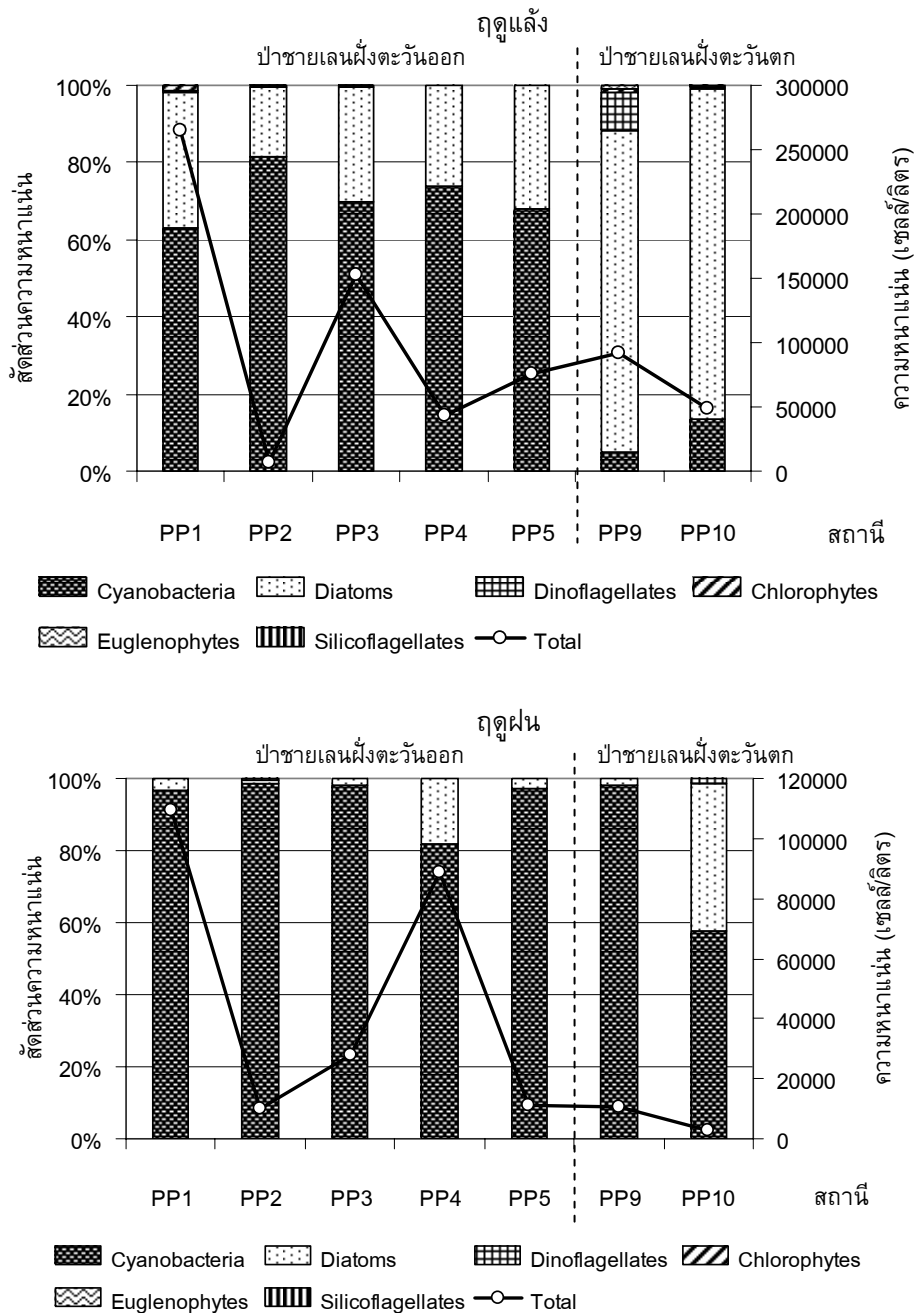 ฤดูแล้ง
ป่าชายเลนฝั่งตะวันออก ป่าชายเลนฝั่งตะวันตก
สัดส่วนความหนาแน่น
100%
80%
60%
40%
20%
0%
300000
250000
200000
150000
100000
50000
0
ความหนาแน่น (เซลล์/ลิตร)
PP1 PP2 PP3 PP4 PP5 PP9 PP10 สถานี
Cyanobacteria Diatoms Dinoflagellates Chlorophytes
Euglenophytes Silicoflagellates Total
ฤดูฝน
ป่าชายเลนฝั่งตะวันออก ป่าชายเลนฝั่งตะวันตก
สัดส่วนความหนาแน่น
100%
80%
60%
40%
20%
0%
120000
100000
80000
60000
40000
20000
0
ความหนาแน่น (เซลล์/ลิตร)
PP1 PP2 PP3 PP4 PP5 PP9 PP10 สถานี
Cyanobacteria Diatoms Dinoflagellates Chlorophytes
Euglenophytes Silicoflagellates Total